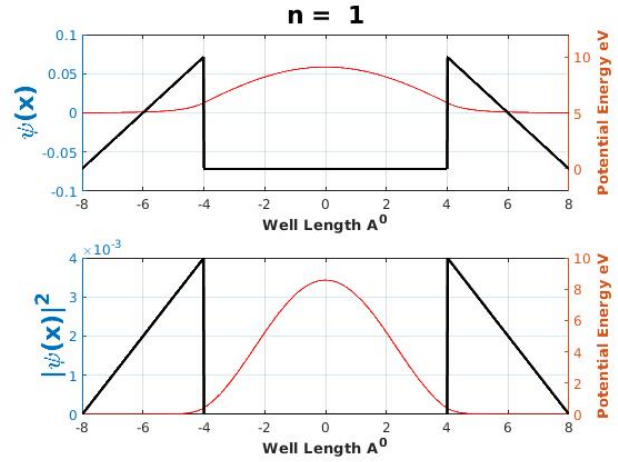 n = 1
0.1
0.05
0
-0.05
-0.1
ψ(x)
10
5
0
Potential Energy eV
-8 -6 -4 -2 0 2 4 6 8
Well Length A⁰
×10⁻³
4
3
2
1
0
|ψ(x)|²
10
8
6
4
2
0
Potential Energy eV
-8 -6 -4 -2 0 2 4 6 8
Well Length A⁰